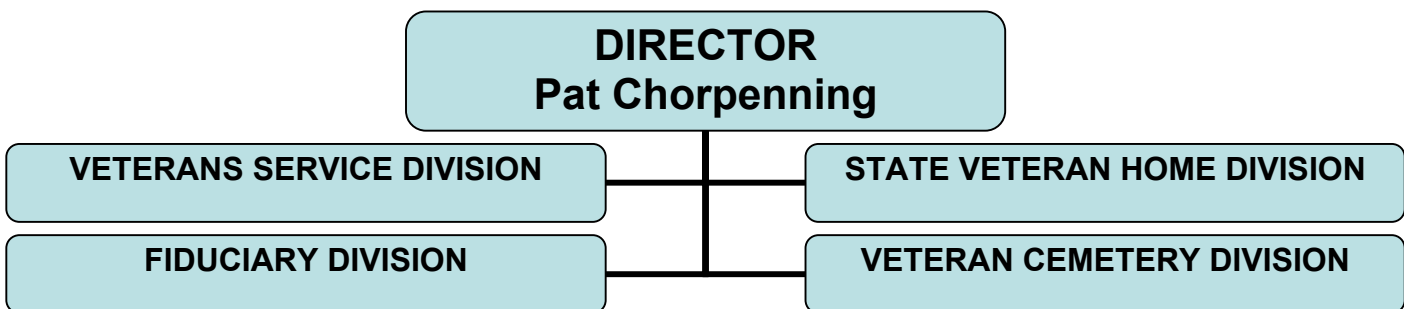 DIRECTOR
Pat Chorpenning
VETERANS SERVICE DIVISION
STATE VETERAN HOME DIVISION
FIDUCIARY DIVISION
VETERAN CEMETERY DIVISION